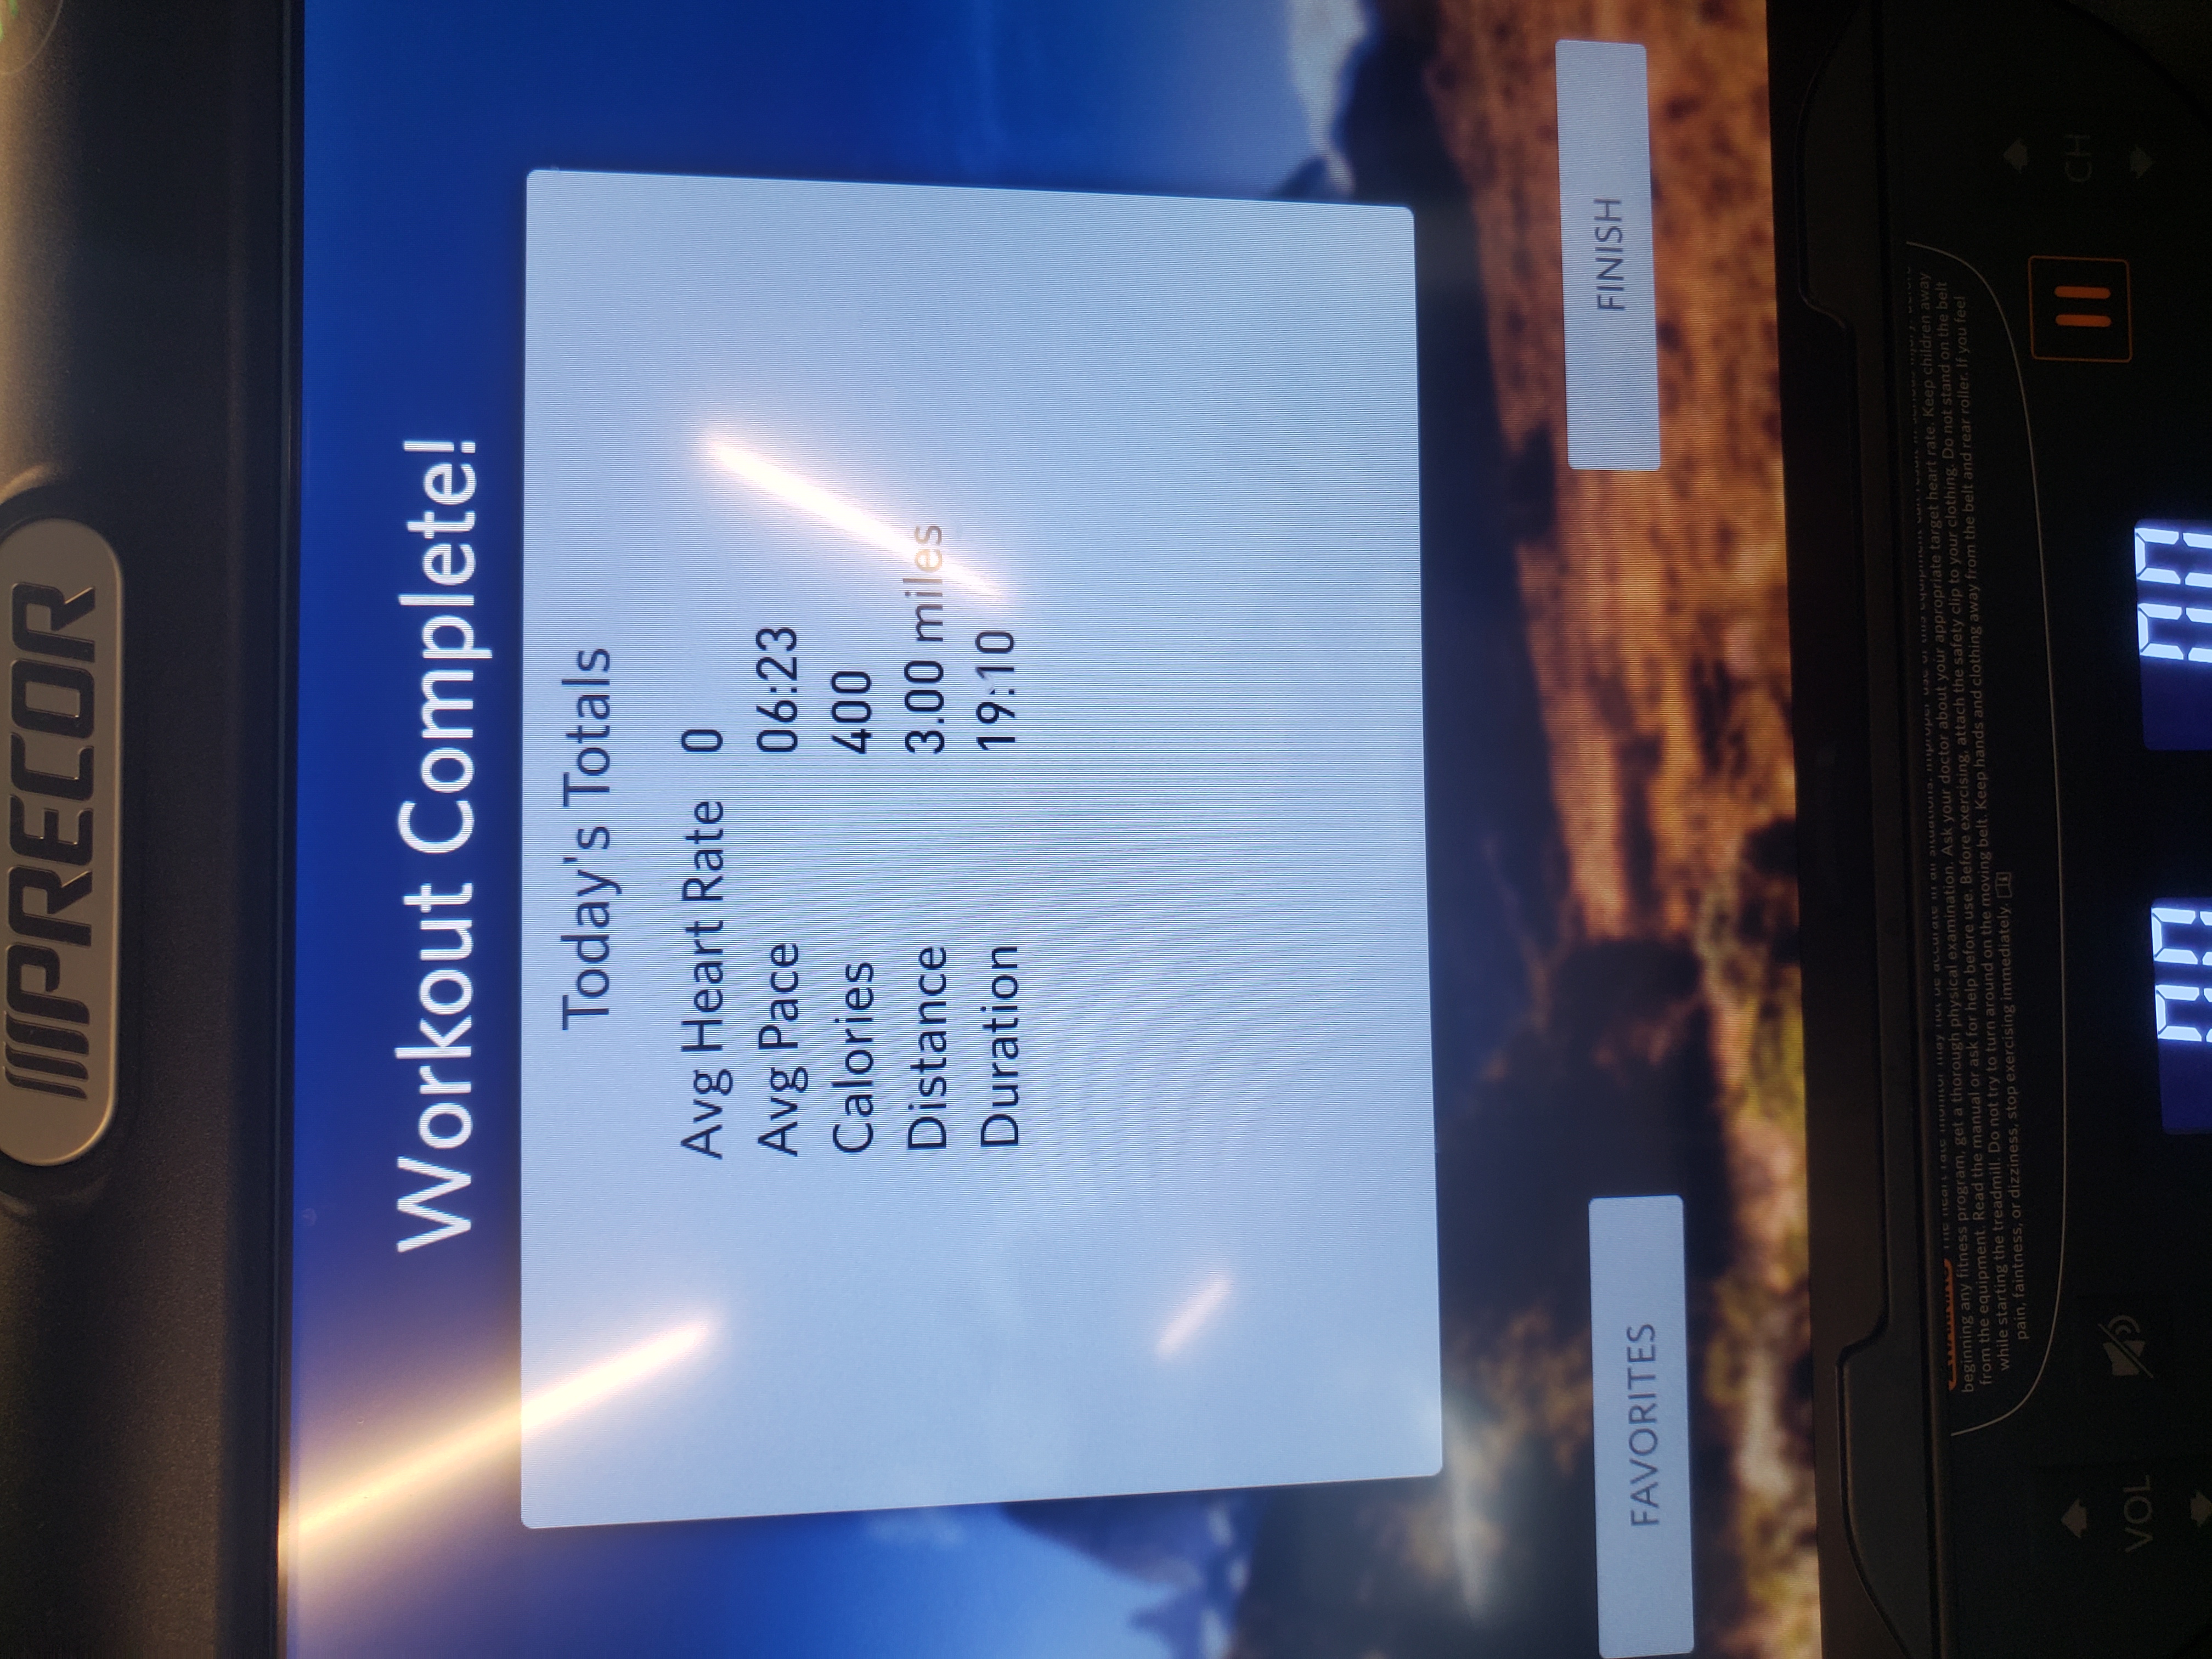 PRECOR
Workout Complete!
Today's Totals
Avg Heart Rate 0
Avg Pace 06:23
Calories 400
Distance 3.00 miles
Duration 19:10
FAVORITES
FINISH
The heart rate monitor may not be accurate in all situations. Improper use of this equipment can result in serious injury. Before
beginning any fitness program, get a thorough physical examination. Ask your doctor about your appropriate target heart rate. Keep children away
from the equipment. Read the manual or ask for help before use. Before exercising, attach the safety clip to your clothing. Do not stand on the belt
while starting the treadmill. Do not try to turn around on the moving belt. Keep hands and clothing away from the belt and rear roller. If you feel
pain, faintness, or dizziness, stop exercising immediately.
VOL
CH